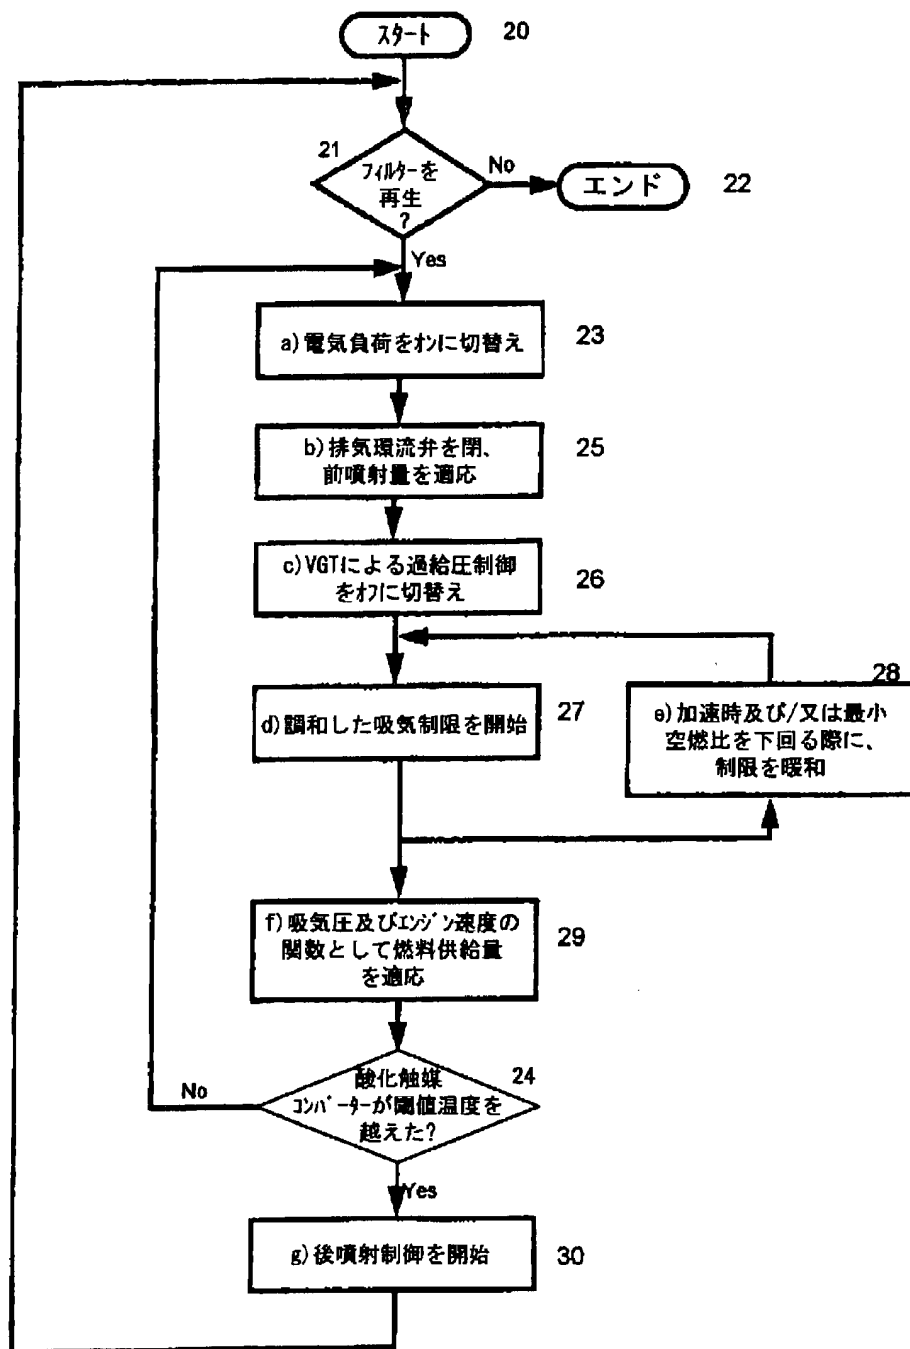 スタート
20
21
フィルターを
再生
?
No
エンド
22
Yes
a)電気負荷をオンに切替え
23
b)排気環流弁を閉、
前噴射量を適応
25
c)VGTによる過給圧制御
をオフに切替え
26
28
d)調和した吸気制限を開始
27
e)加速時及び/又は最小
空燃比を下回る際に、
制限を暖和
f)吸気圧及びエンジン速度の
関数として燃料供給量
を適応
29
酸化触媒
コンバーターが閾値温度を
越えた?
24
No
Yes
g)後噴射制御を開始
30